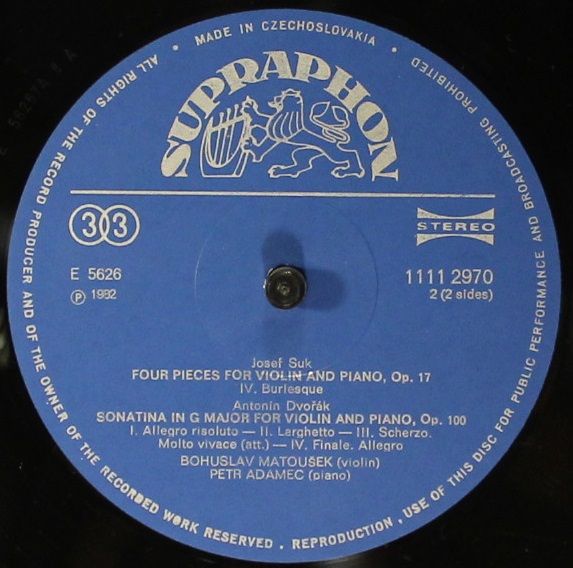 • MADE IN CZECHOSLOVAKIA •
SUPRAPHON
33
STEREO
E 5626
1111 2970
Ⓟ 1982
2 (2 sides)
Josef Suk
FOUR PIECES FOR VIOLIN AND PIANO, Op. 17
IV. Burlesque
Antonín Dvořák
SONATINA IN G MAJOR FOR VIOLIN AND PIANO, Op. 100
I. Allegro risoluto — II. Larghetto — III. Scherzo.
Molto vivace (att.) — IV. Finale. Allegro
BOHUSLAV MATOUŠEK (violin)
PETR ADAMEC (piano)
ALL RIGHTS OF THE RECORD PRODUCER AND OF THE OWNER OF THE RECORDED WORK RESERVED . REPRODUCTION , USE OF THIS DISC FOR PUBLIC PERFORMANCE AND BROADCASTING PROHIBITED